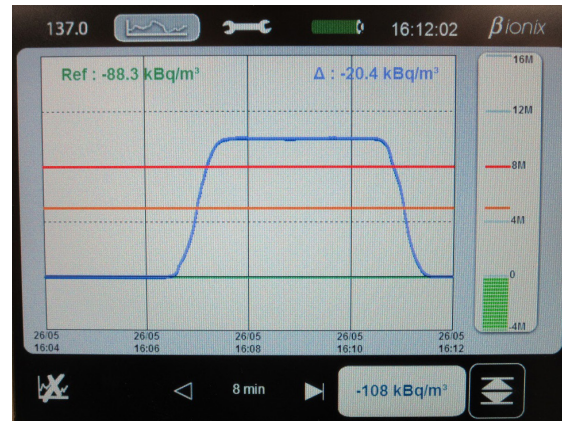 137.0
16:12:02
βionix
Ref : -88.3 kBq/m³
Δ : -20.4 kBq/m³
16M
12M
8M
4M
0
-4M
26/05 26/05 26/05 26/05 26/05
16:04 16:06 16:08 16:10 16:12
8 min
-108 kBq/m³